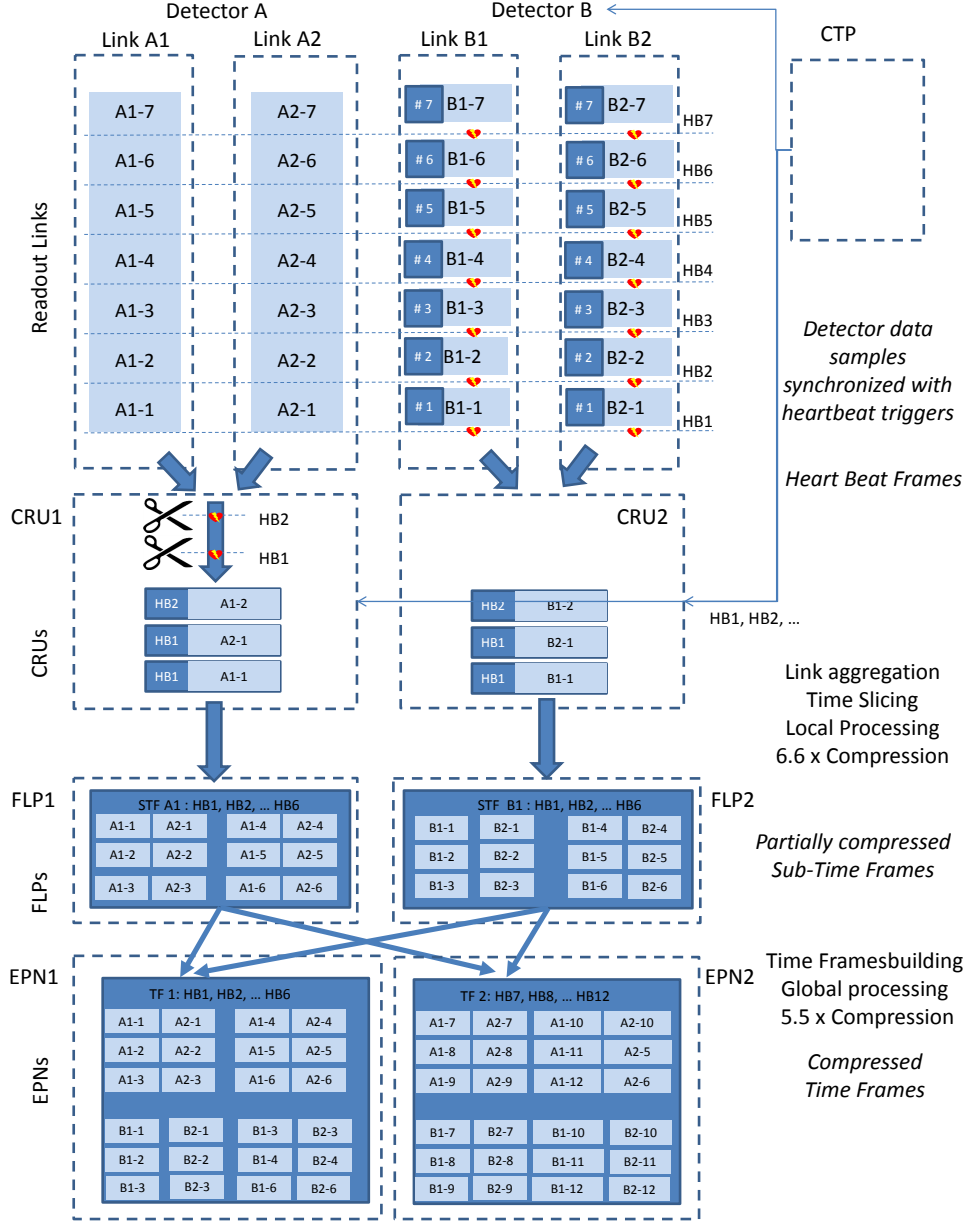 Detector A Detector B
Link A1 Link A2 Link B1 Link B2 CTP
Readout Links
A1-7 A2-7 # 7 B1-7 # 7 B2-7 HB7
A1-6 A2-6 # 6 B1-6 # 6 B2-6 HB6
A1-5 A2-5 # 5 B1-5 # 5 B2-5 HB5
A1-4 A2-4 # 4 B1-4 # 4 B2-4 HB4
A1-3 A2-3 # 3 B1-3 # 3 B2-3 HB3
A1-2 A2-2 # 2 B1-2 # 2 B2-2 HB2
A1-1 A2-1 # 1 B1-1 # 1 B2-1 HB1
Detector data
samples
synchronized with
heartbeat triggers
Heart Beat Frames
CRU1 HB2 CRU2
HB1
CRUs
HB2 A1-2 HB2 B1-2
HB1, HB2, ...
HB1 A2-1 HB1 B2-1
HB1 A1-1 HB1 B1-1
Link aggregation
Time Slicing
Local Processing
6.6 x Compression
FLP1 FLP2
FLPs
STF A1 : HB1, HB2, ... HB6 STF B1 : HB1, HB2, ... HB6
A1-1 A2-1 A1-4 A2-4 B1-1 B2-1 B1-4 B2-4
A1-2 A2-2 A1-5 A2-5 B1-2 B2-2 B1-5 B2-5
A1-3 A2-3 A1-6 A2-6 B1-3 B2-3 B1-6 B2-6
Partially compressed
Sub-Time Frames
EPN1 EPN2
EPNs
TF 1: HB1, HB2, ... HB6 TF 2: HB7, HB8, ... HB12
A1-1 A2-1 A1-4 A2-4 A1-7 A2-7 A1-10 A2-10
A1-2 A2-2 A1-5 A2-5 A1-8 A2-8 A1-11 A2-5
A1-3 A2-3 A1-6 A2-6 A1-9 A2-9 A1-12 A2-6
B1-1 B2-1 B1-3 B2-3 B1-7 B2-7 B1-10 B2-10
B1-2 B2-2 B1-4 B2-4 B1-8 B2-8 B1-11 B2-11
B1-3 B2-3 B1-6 B2-6 B1-9 B2-9 B1-12 B2-12
Time Framesbuilding
Global processing
5.5 x Compression
Compressed
Time Frames